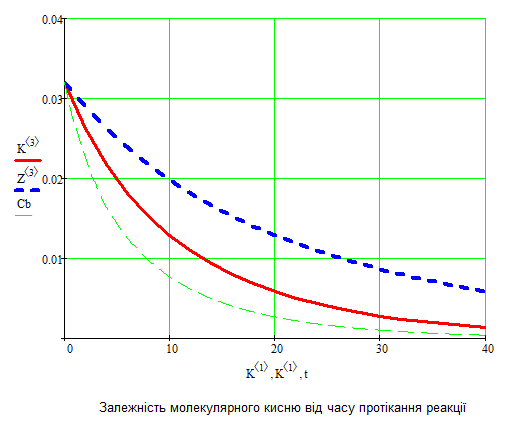 0.04
0.03
K⟨3⟩
Z⟨3⟩
0.02
Cb
0.01
0 10 20 30 40
K⟨1⟩, K⟨1⟩, t
Залежність молекулярного кисню від часу протікання реакції